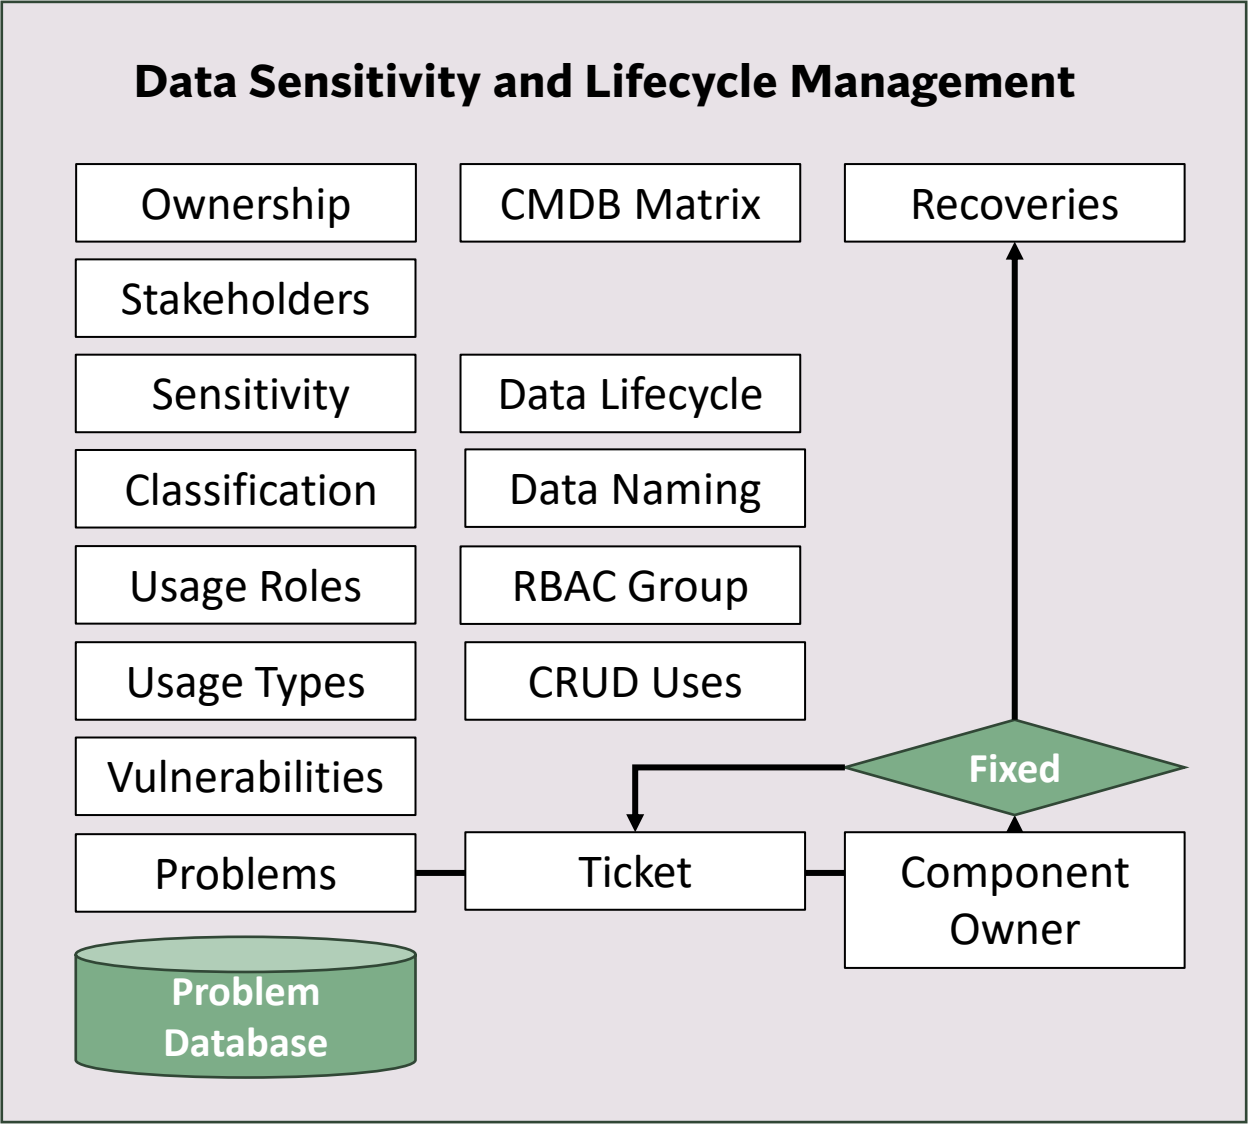 Data Sensitivity and Lifecycle Management
Ownership
CMDB Matrix
Recoveries
Stakeholders
Sensitivity
Data Lifecycle
Classification
Data Naming
Usage Roles
RBAC Group
Usage Types
CRUD Uses
Vulnerabilities
Fixed
Problems
Ticket
Component
Owner
Problem
Database